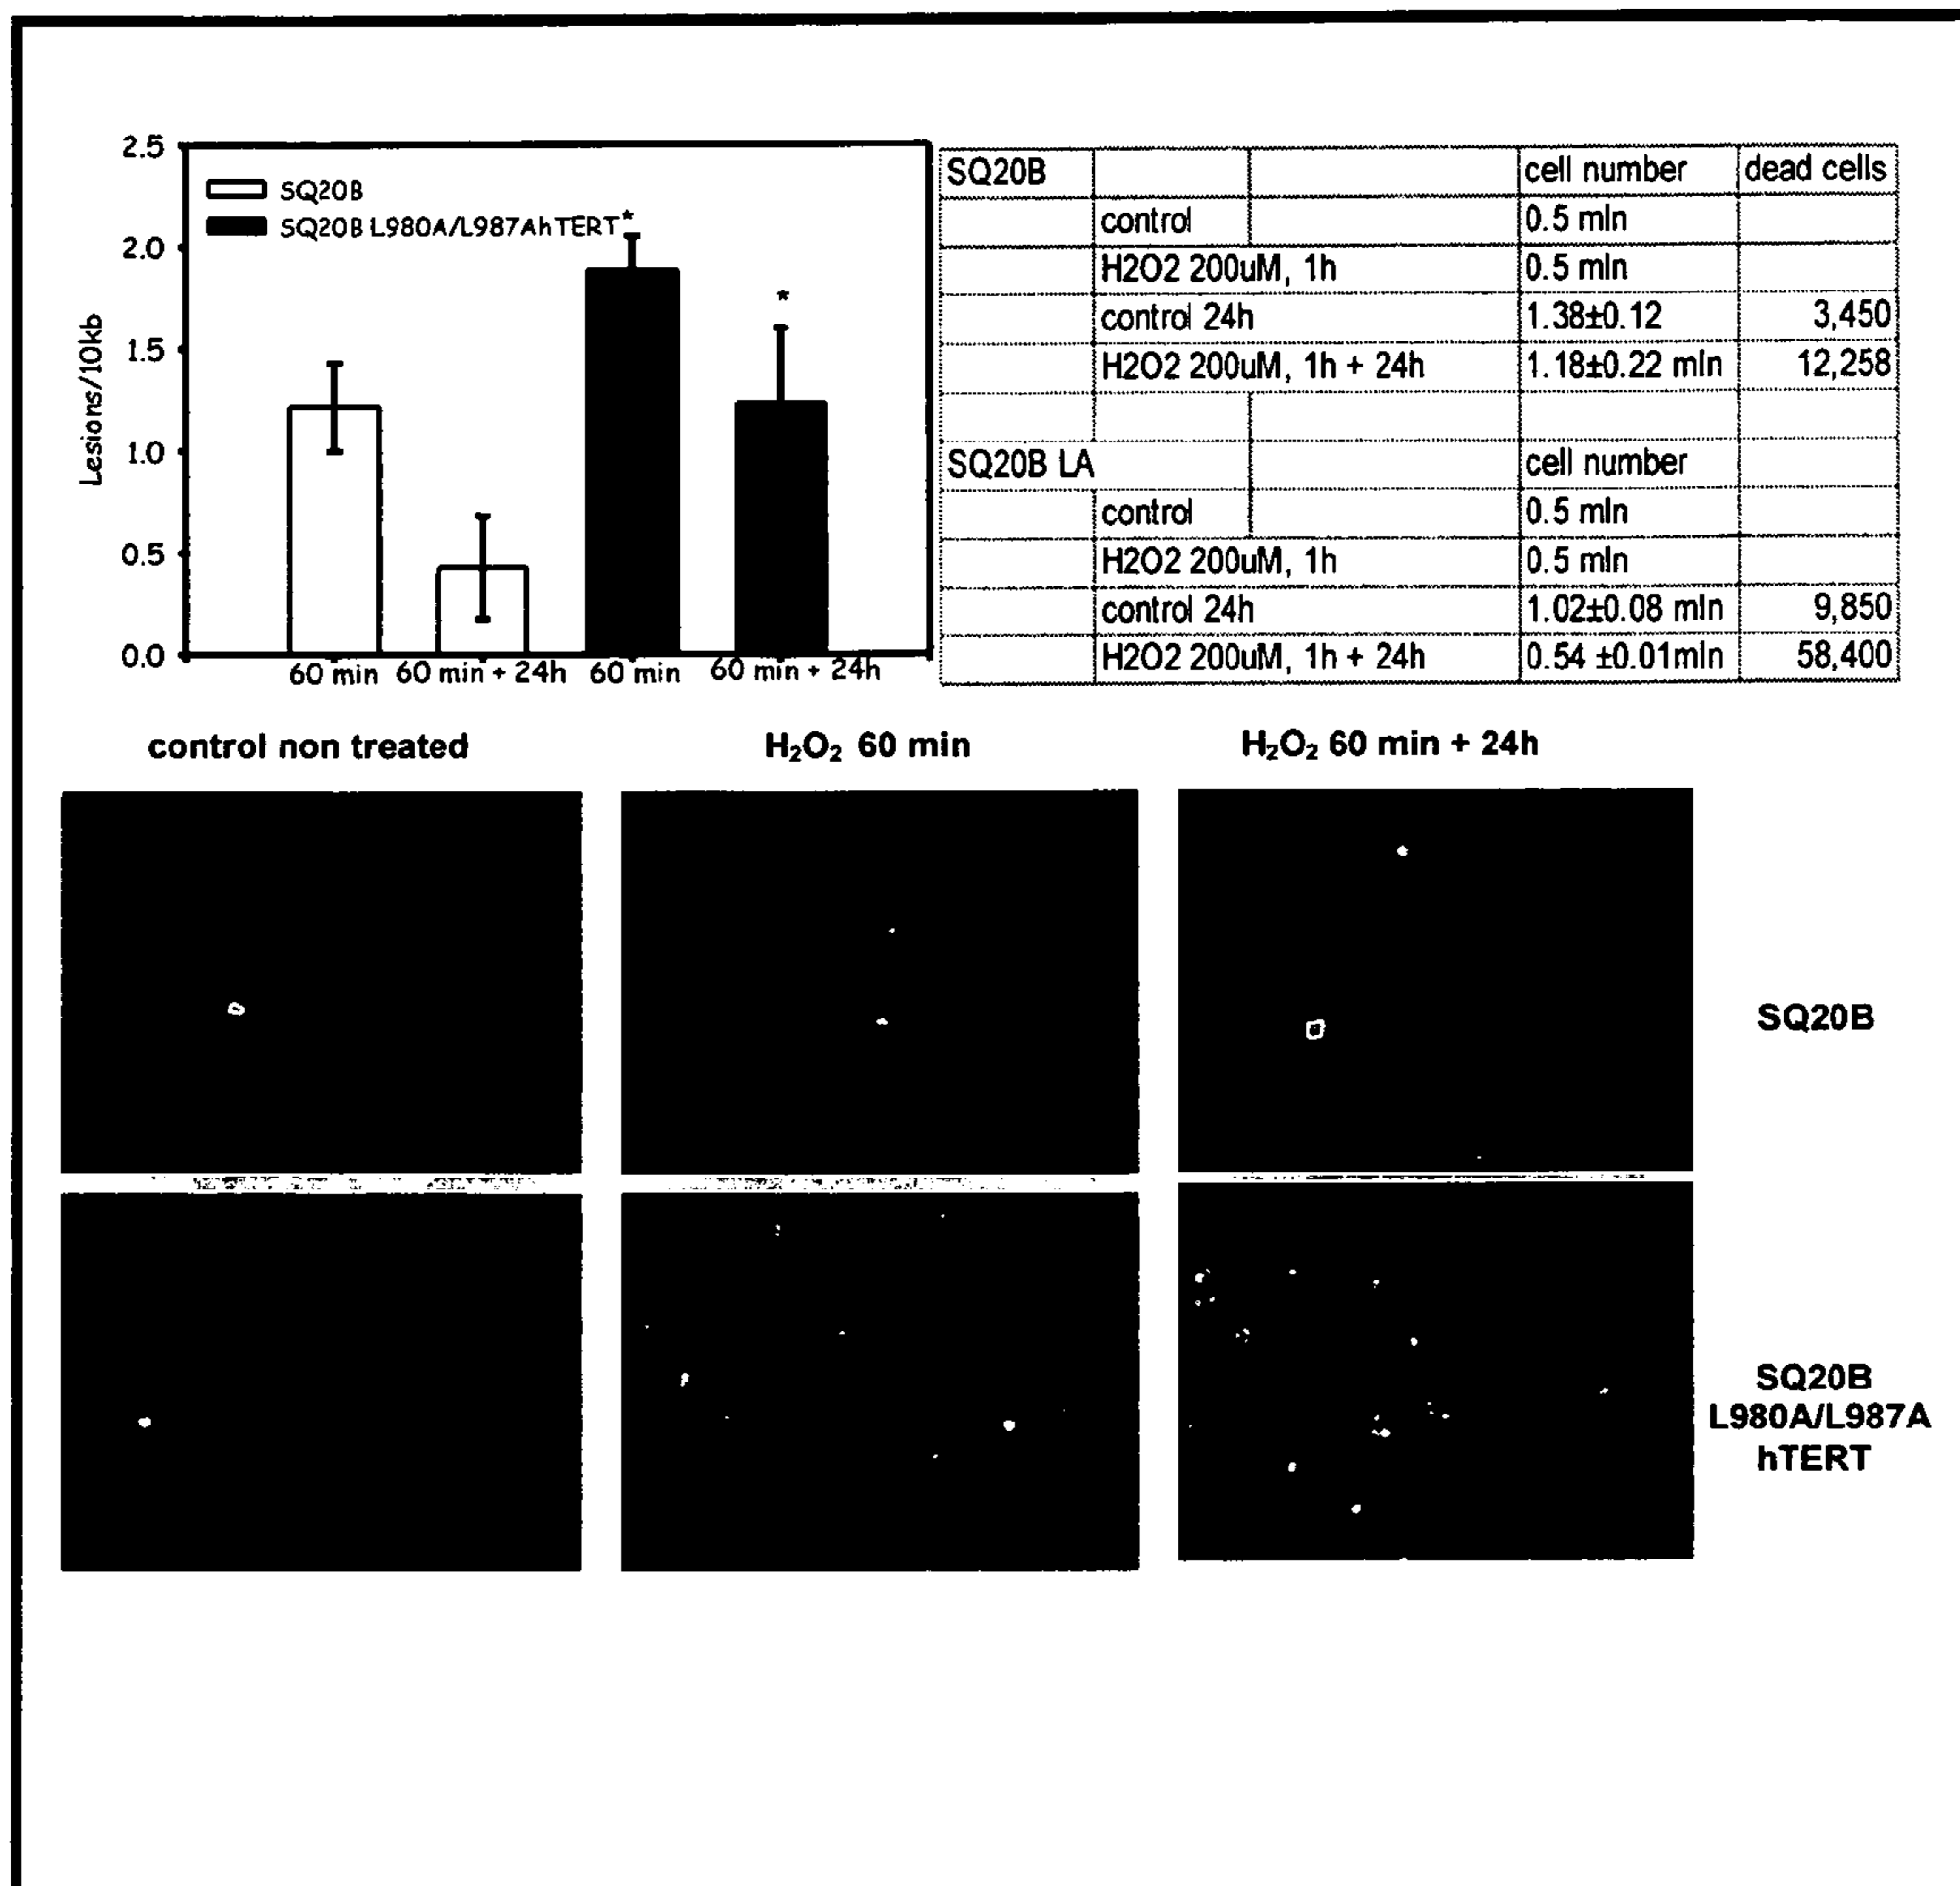 2.5
2.0
1.5
1.0
0.5
0.0
Lesions/10kb
SQ20B
SQ20B L980A/L987AhTERT*
*
60 min 60 min + 24h 60 min 60 min + 24h
SQ20B cell number dead cells
control 0.5 mln
H2O2 200uM, 1h 0.5 mln
control 24h 1.38±0.12 3,450
H2O2 200uM, 1h + 24h 1.18±0.22 mln 12,258
SQ20B LA cell number
control 0.5 mln
H2O2 200uM, 1h 0.5 mln
control 24h 1.02±0.08 mln 9,850
H2O2 200uM, 1h + 24h 0.54 ±0.01mln 58,400
control non treated H₂O₂ 60 min H₂O₂ 60 min + 24h
SQ20B
SQ20B
L980A/L987A
hTERT